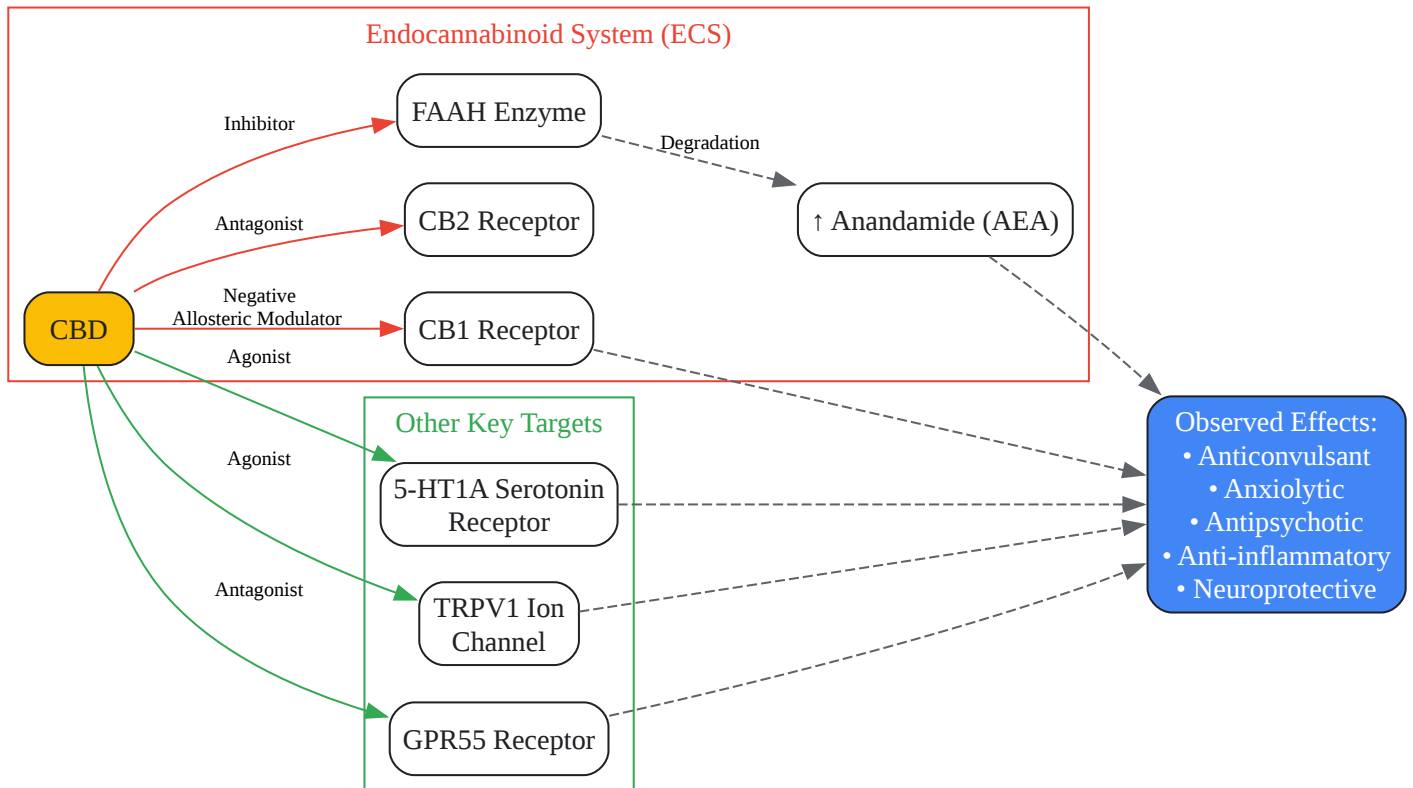 Endocannabinoid System (ECS)
FAAH Enzyme
Inhibitor
Degradation
CB2 Receptor
↑ Anandamide (AEA)
Antagonist
Negative
Allosteric Modulator
CBD
CB1 Receptor
Agonist
Other Key Targets
Agonist
5-HT1A Serotonin
Receptor
Antagonist
TRPV1 Ion
Channel
GPR55 Receptor
Observed Effects:
• Anticonvulsant
• Anxiolytic
• Antipsychotic
• Anti-inflammatory
• Neuroprotective